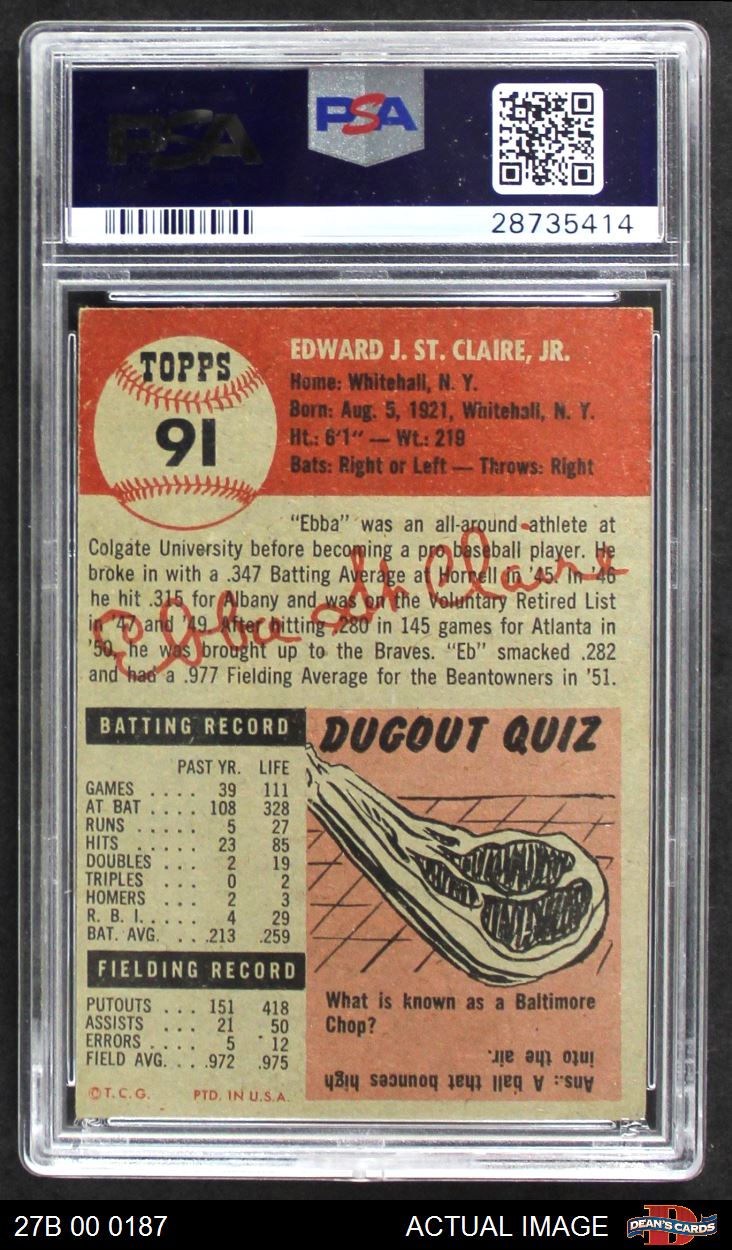 PSA
PSA
28735414
TOPPS
91
EDWARD J. ST. CLAIRE, JR.
Home: Whitehall, N. Y.
Born: Aug. 5, 1921, Whitehall, N. Y.
Ht.: 6'1" — Wt.: 219
Bats: Right or Left — Throws: Right
"Ebba" was an all-around athlete at
Colgate University before becoming a pro baseball player. He
broke in with a .347 Batting Average at Hornell in '45. In '46
he hit .315 for Albany and was on the Voluntary Retired List
in '47 and '49. After hitting .280 in 145 games for Atlanta in
'50, he was brought up to the Braves. "Eb" smacked .282
and had a .977 Fielding Average for the Beantowners in '51.
Ebba St. Claire
BATTING RECORD
PAST YR. LIFE
GAMES .... 39 111
AT BAT .... 108 328
RUNS ..... 5 27
HITS ..... 23 85
DOUBLES ... 2 19
TRIPLES ... 0 2
HOMERS ... 2 3
R. B. I. .... 4 29
BAT. AVG. ... .213 .259
FIELDING RECORD
PUTOUTS ... 151 418
ASSISTS ... 21 50
ERRORS .... 5 12
FIELD AVG. ... .972 .975
©T.C.G. PTD. IN U.S.A.
DUGOUT QUIZ
What is known as a Baltimore
Chop?
Ans.: A ball that bounces high
into the air.
27B 00 0187 ACTUAL IMAGE
DEAN'S CARDS